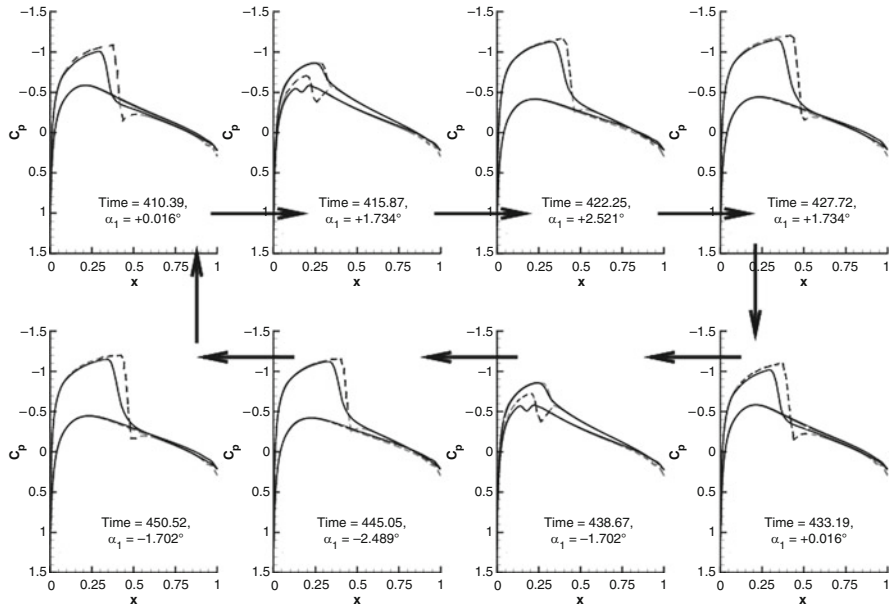 −1.5
−1
−0.5
0
0.5
1
1.5
Cp
0 0.25 0.5 0.75 1
x
Time = 410.39,
α1 = +0.016°
−1.5
−1
−0.5
0
0.5
1
1.5
Cp
0 0.25 0.5 0.75 1
x
Time = 415.87,
α1 = +1.734°
−1.5
−1
−0.5
0
0.5
1
1.5
Cp
0 0.25 0.5 0.75 1
x
Time = 422.25,
α1 = +2.521°
−1.5
−1
−0.5
0
0.5
1
1.5
Cp
0 0.25 0.5 0.75 1
x
Time = 427.72,
α1 = +1.734°
−1.5
−1
−0.5
0
0.5
1
1.5
Cp
0 0.25 0.5 0.75 1
x
Time = 450.52,
α1 = −1.702°
−1.5
−1
−0.5
0
0.5
1
1.5
Cp
0 0.25 0.5 0.75 1
x
Time = 445.05,
α1 = −2.489°
−1.5
−1
−0.5
0
0.5
1
1.5
Cp
0 0.25 0.5 0.75 1
x
Time = 438.67,
α1 = −1.702°
−1.5
−1
−0.5
0
0.5
1
1.5
Cp
0 0.25 0.5 0.75 1
x
Time = 433.19,
α1 = +0.016°